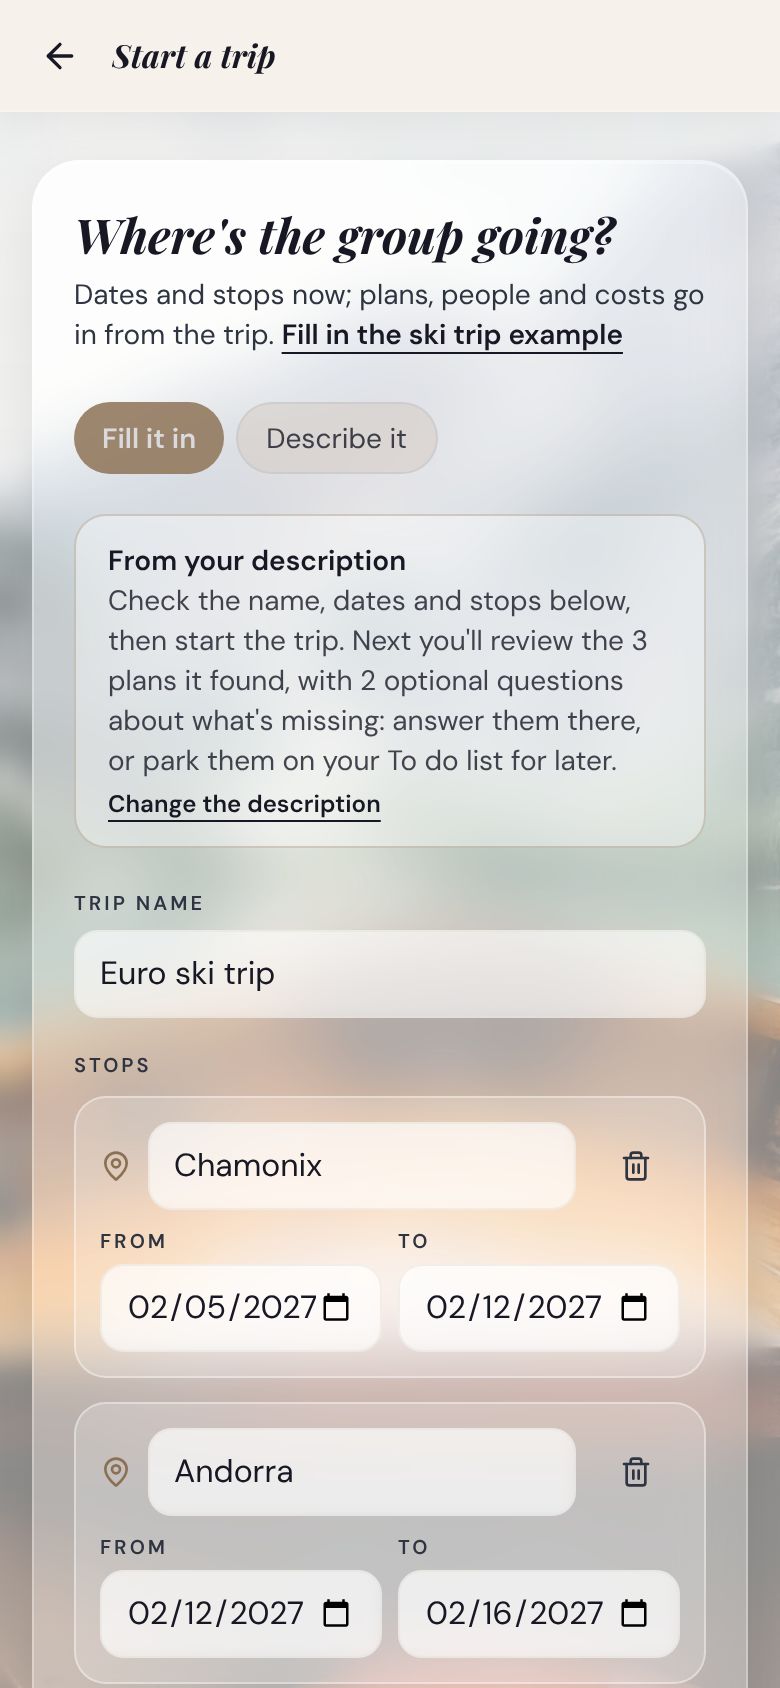 Start a trip
Where's the group going?
Dates and stops now; plans, people and costs go
in from the trip. Fill in the ski trip example
Fill it in
Describe it
From your description
Check the name, dates and stops below,
then start the trip. Next you'll review the 3
plans it found, with 2 optional questions
about what's missing: answer them there,
or park them on your To do list for later.
Change the description
TRIP NAME
Euro ski trip
STOPS
Chamonix
FROM
TO
02/05/2027
02/12/2027
Andorra
FROM
TO
02/12/2027
02/16/2027